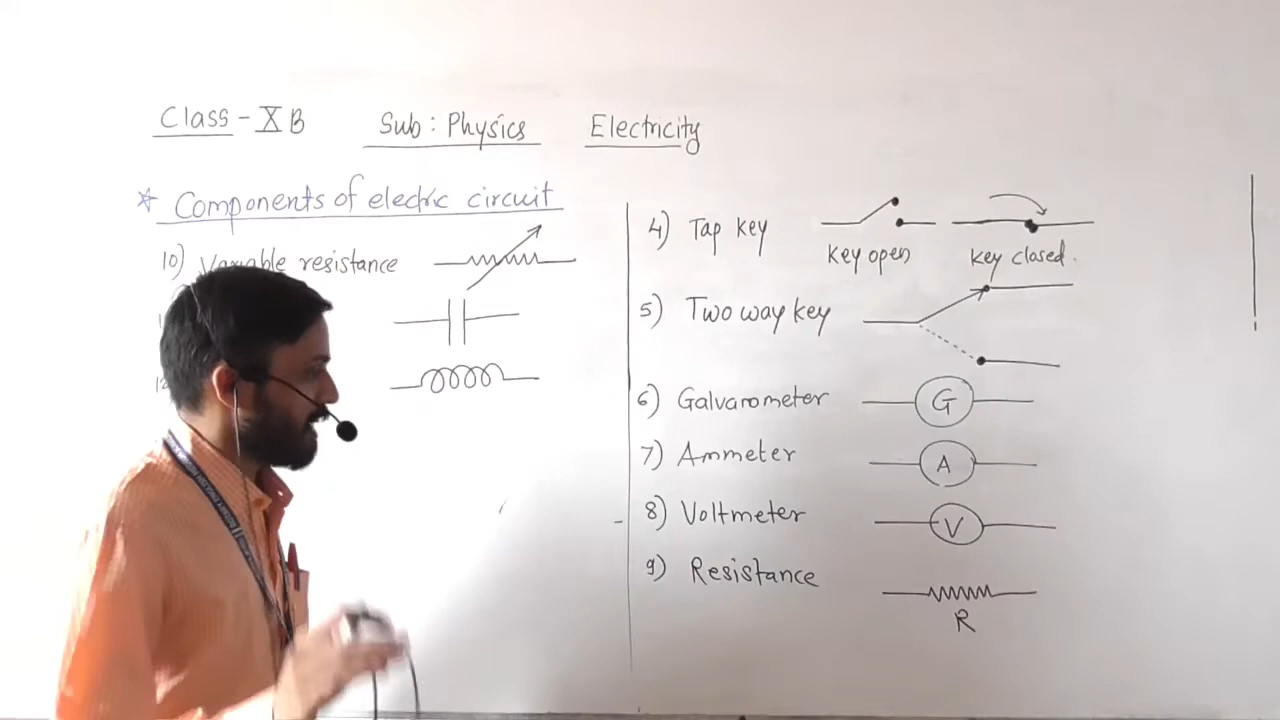 Class - X B Sub : Physics Electricity
* Components of electric circuit
10) Variable resistance
4) Tap key
key open key closed.
5) Two way key
6) Galvanometer G
7) Ammeter A
8) Voltmeter V
9) Resistance
R